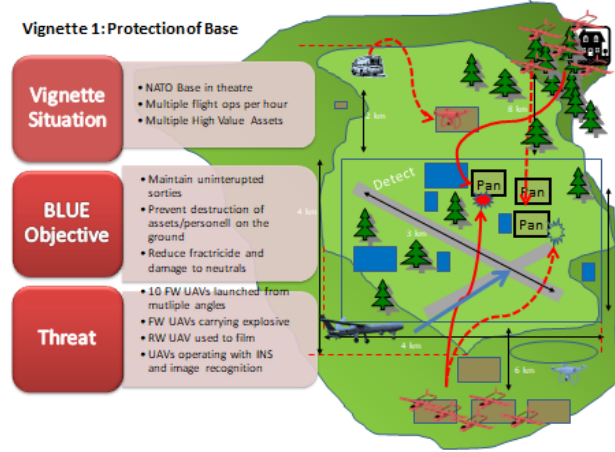 Vignette 1: Protection of Base
Vignette
Situation
• NATO Base in theatre
• Multiple flight ops per hour
• Multiple High Value Assets
BLUE
Objective
• Maintain uninterupted
sorties
• Prevent destruction of
assets/personell on the
ground
• Reduce fractricide and
damage to neutrals
Threat
• 10 FW UAVs launched from
mutliple angles
• FW UAVs carrying explosive
• RW UAV used to film
• UAVs operating with INS
and image recognition
2 km
8 km
Detect
Pan
Pan
Pan
4 km
3 km
4 km
6 km